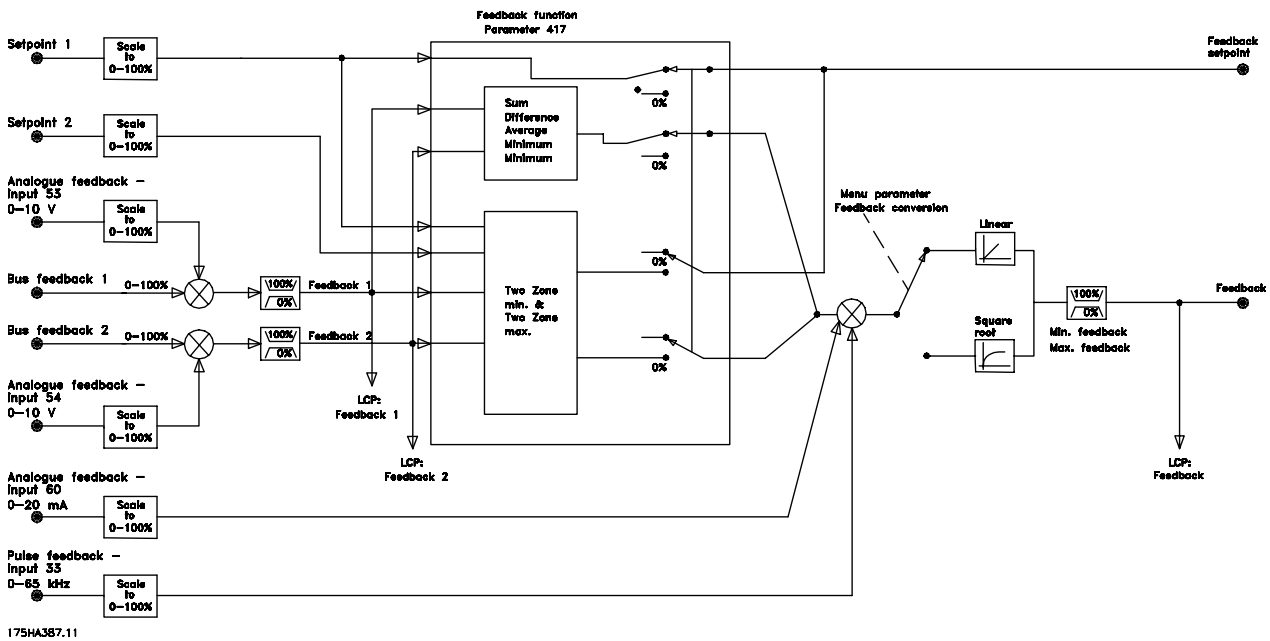 Feedback function
Parameter 417
Setpoint 1
Scale
to
0-100%
Feedback
setpoint
0%
Sum
Difference
Average
Minimum
Minimum
Setpoint 2
Scale
to
0-100%
0%
Analogue feedback –
input 53
0-10 V
Scale
to
0-100%
Menu parameter
Feedback conversion
Linear
0%
Bus feedback 1
0-100%
100%
0%
Feedback 1
Two Zone
min. &
Two Zone
max.
100%
0%
Feedback
Bus feedback 2
0-100%
100%
0%
Feedback 2
Square
root
Min. feedback
Max. feedback
0%
Analogue feedback –
input 54
0-10 V
Scale
to
0-100%
LCP:
Feedback 1
LCP:
Feedback 2
LCP:
Feedback
Analogue feedback –
input 60
0-20 mA
Scale
to
0-100%
Pulse feedback –
input 33
0-65 kHz
Scale
to
0-100%
175HA387.11